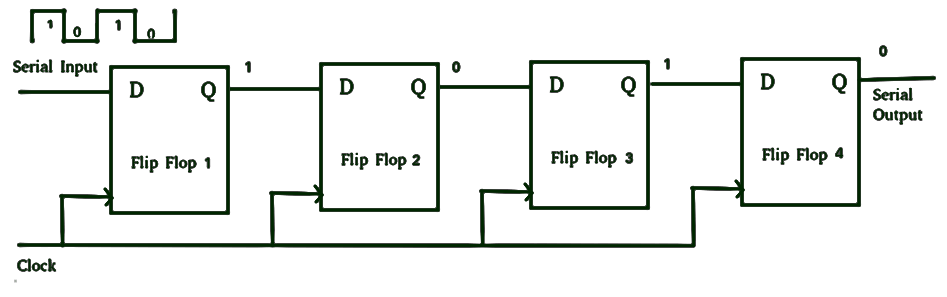 1 0 1 0
Serial Input
1
0
1
0
D Q
D Q
D Q
D Q
Serial
Output
Flip Flop 1
Flip Flop 2
Flip Flop 3
Flip Flop 4
Clock